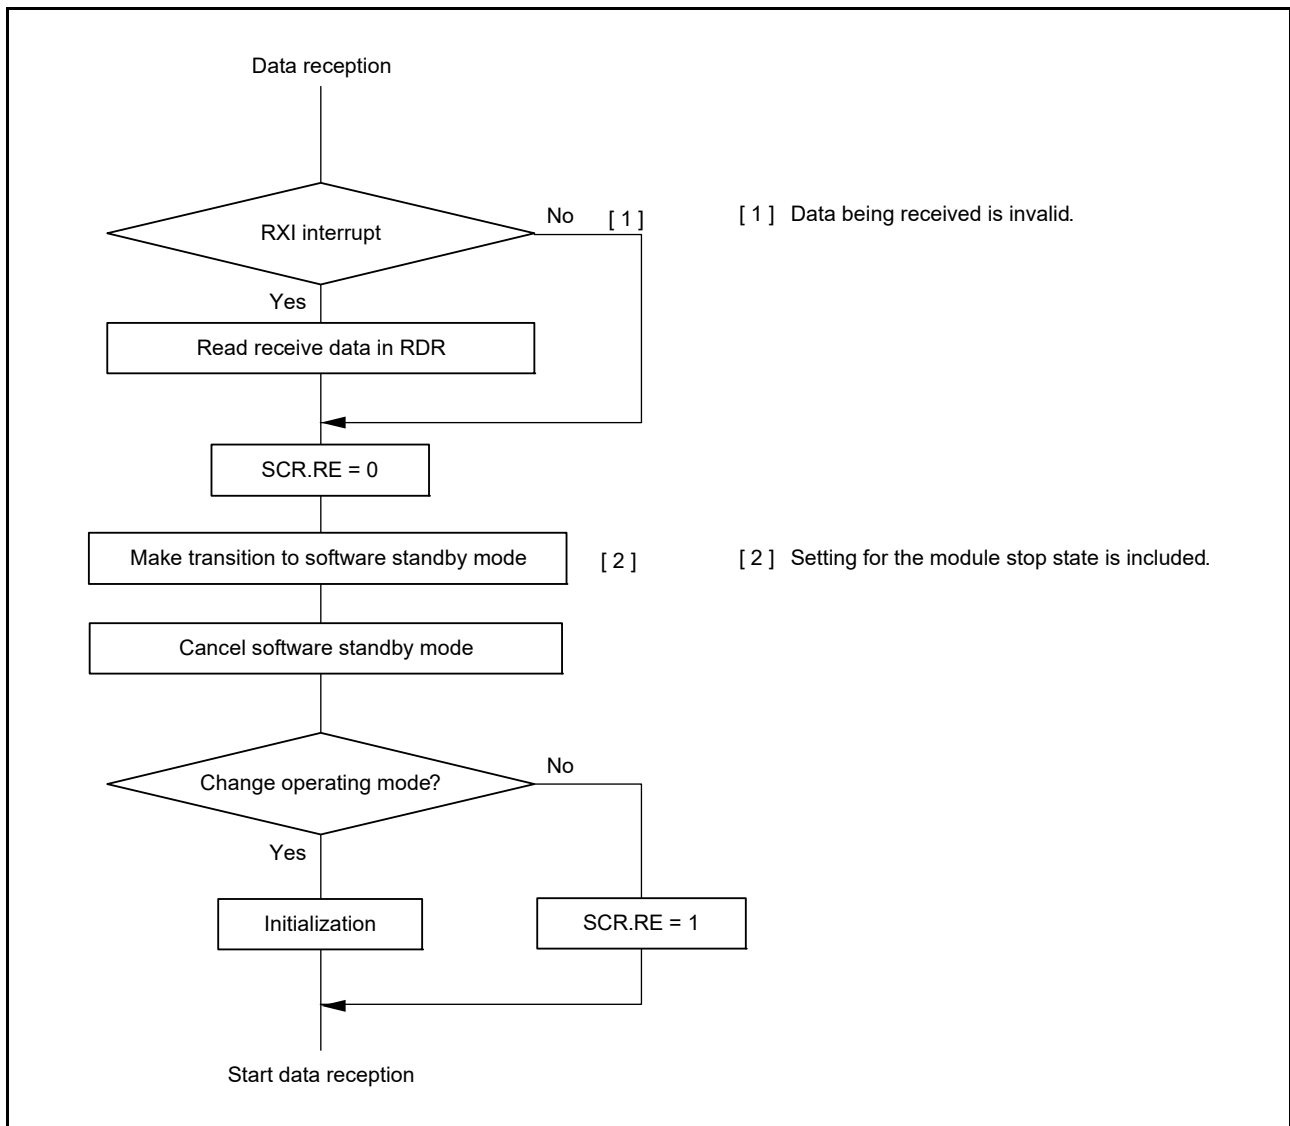 Data reception
No [ 1 ]
[ 1 ] Data being received is invalid.
RXI interrupt
Yes
Read receive data in RDR
SCR.RE = 0
Make transition to software standby mode
[ 2 ]
[ 2 ] Setting for the module stop state is included.
Cancel software standby mode
No
Change operating mode?
Yes
Initialization
SCR.RE = 1
Start data reception